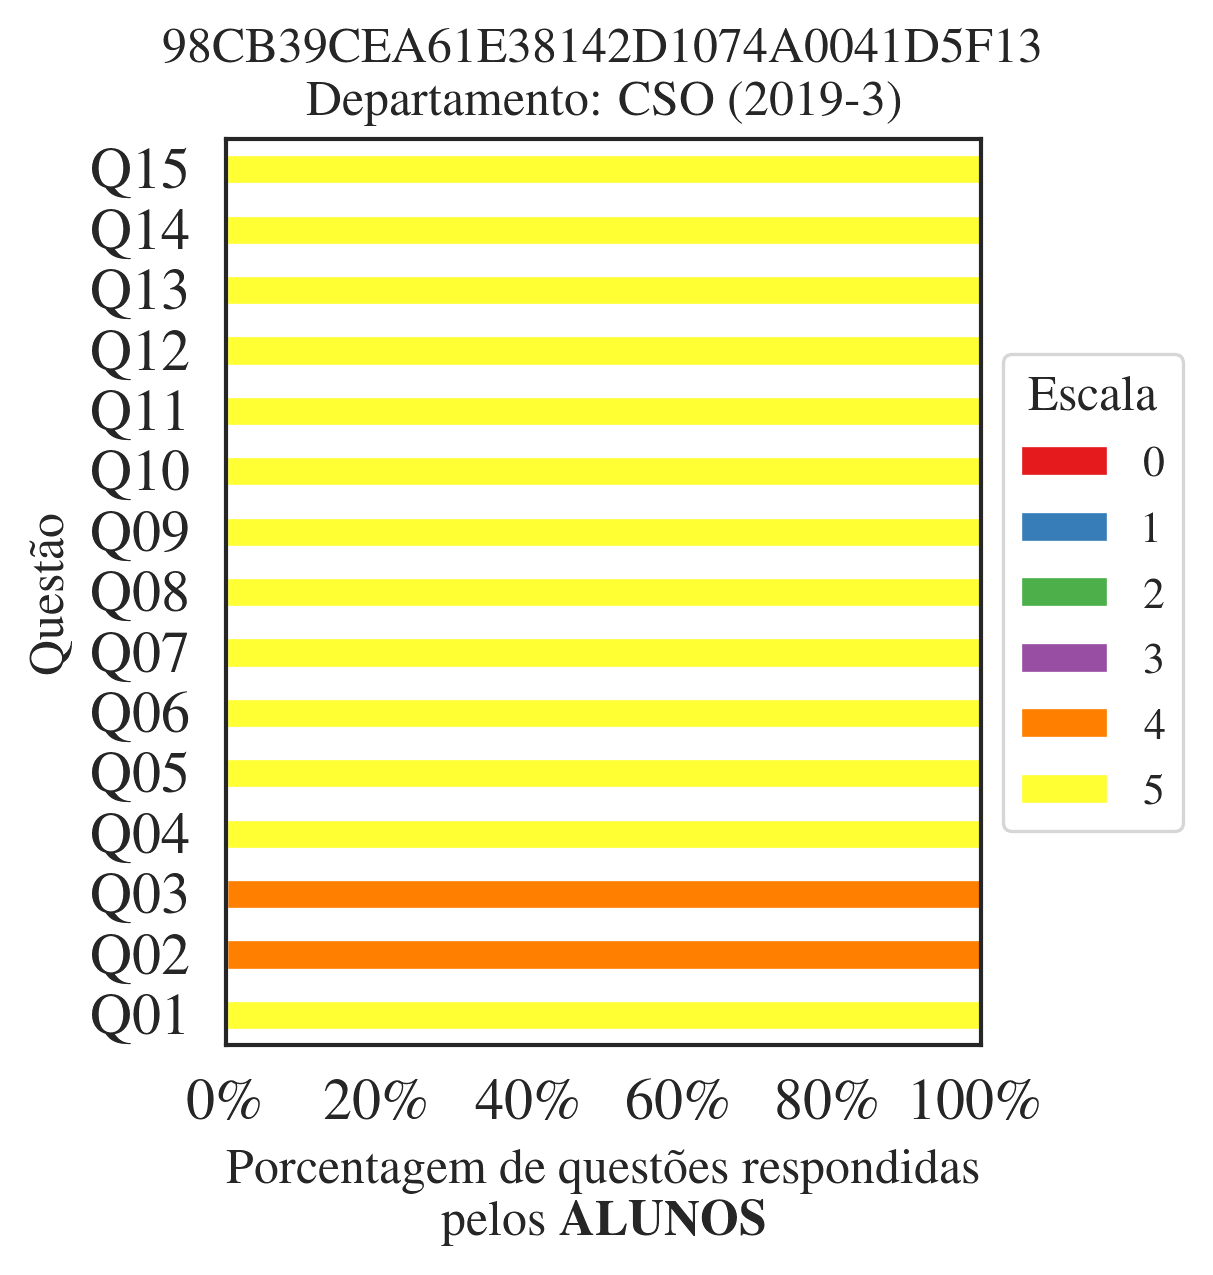 98CB39CEA61E38142D1074A0041D5F13
Departamento: CSO (2019-3)
Questão
Q15
Q14
Q13
Q12
Q11
Q10
Q09
Q08
Q07
Q06
Q05
Q04
Q03
Q02
Q01
0% 20% 40% 60% 80% 100%
Porcentagem de questões respondidas
pelos ALUNOS
Escala
0
1
2
3
4
5